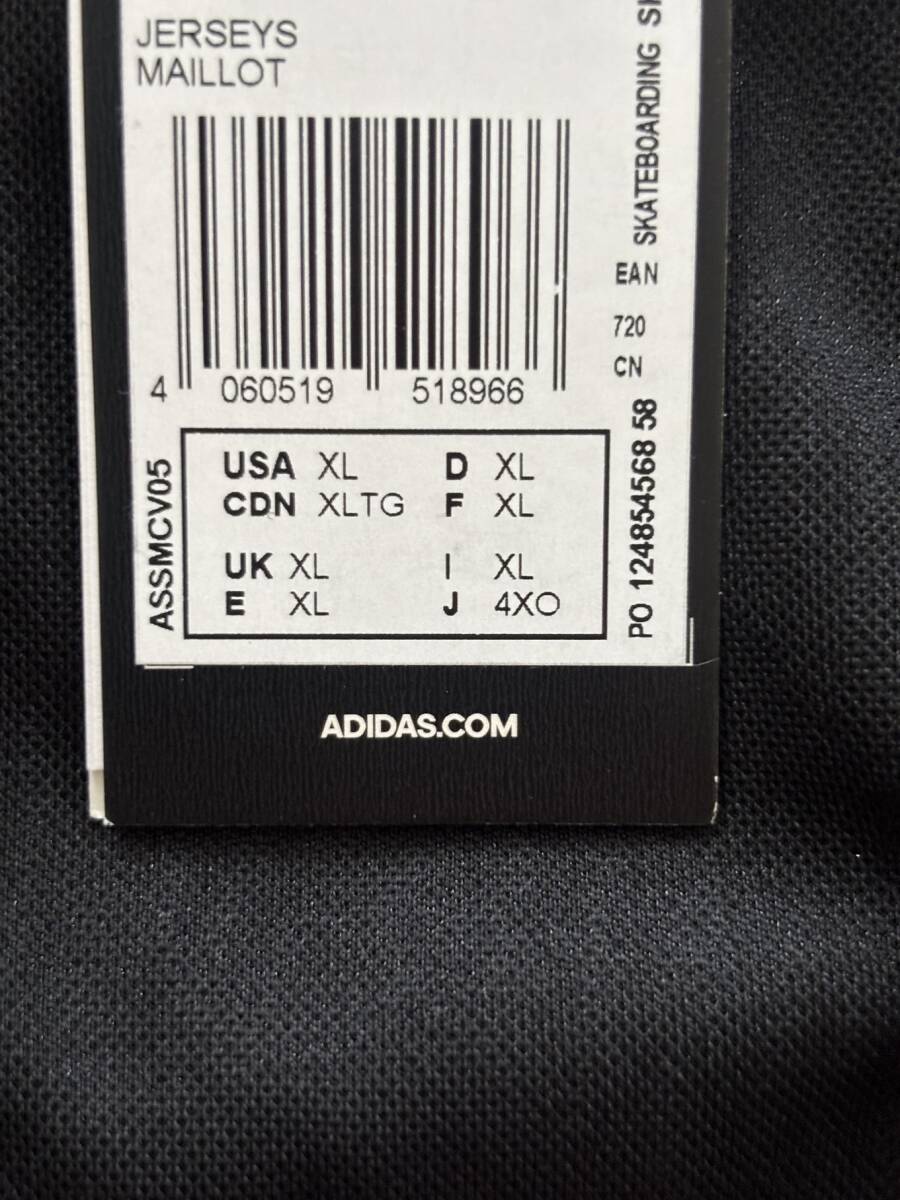 JERSEYS
MAILLOT
4 060519 518966
USA XL D XL
CDN XLTG F XL
UK XL I XL
E XL J 4XO
ASSMCV05
SKATEBOARDING
EAN
720
CN
PO 124854568 58
ADIDAS.COM